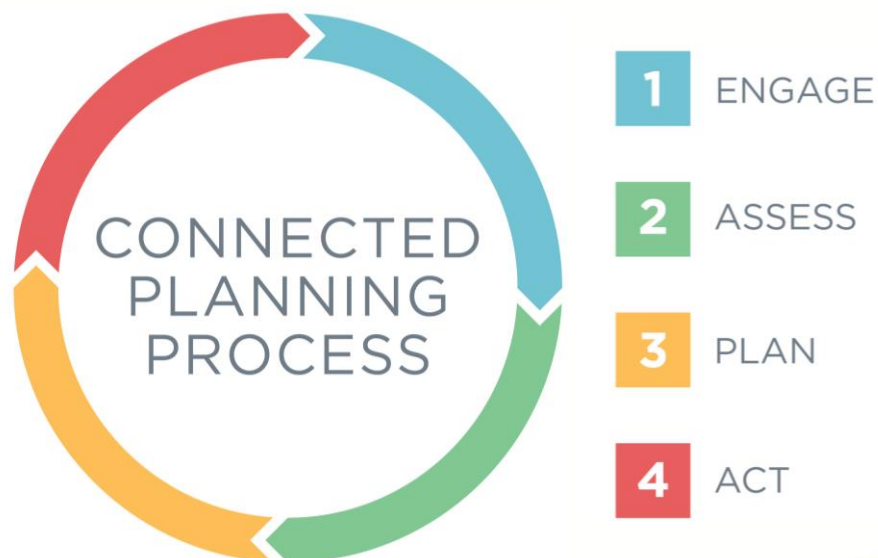 CONNECTED
PLANNING
PROCESS
1 ENGAGE
2 ASSESS
3 PLAN
4 ACT